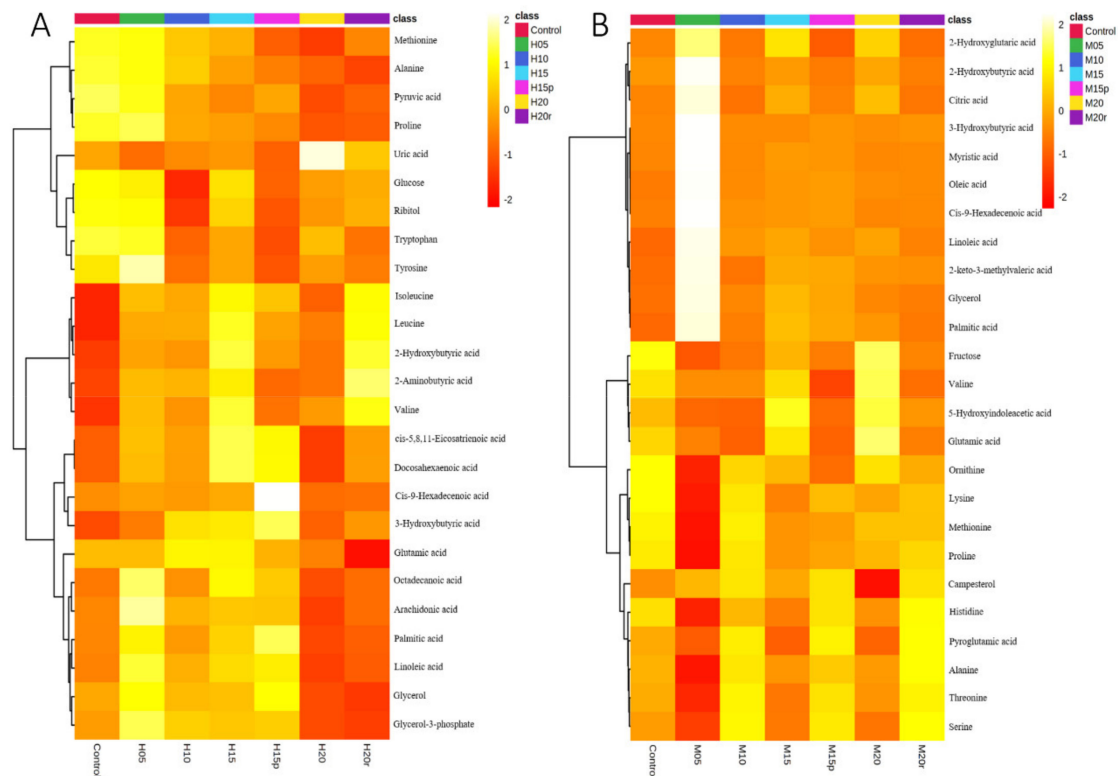 A
class
2
1
0
-1
-2
class
Control
H05
H10
H15
H15p
H20
H20r
Methionine
Alanine
Pyruvic acid
Proline
Uric acid
Glucose
Ribitol
Tryptophan
Tyrosine
Isoleucine
Leucine
2-Hydroxybutyric acid
2-Aminobutyric acid
Valine
cis-5,8,11-Eicosatrienoic acid
Docosahexaenoic acid
Cis-9-Hexadecenoic acid
3-Hydroxybutyric acid
Glutamic acid
Octadecanoic acid
Arachidonic acid
Palmitic acid
Linoleic acid
Glycerol
Glycerol-3-phosphate
Control
H05
H10
H15
H15p
H20
H20r
B
class
2
1
0
-1
-2
class
Control
M05
M10
M15
M15p
M20
M20r
2-Hydroxyglutaric acid
2-Hydroxybutyric acid
Citric acid
3-Hydroxybutyric acid
Myristic acid
Oleic acid
Cis-9-Hexadecenoic acid
Linoleic acid
2-keto-3-methylvaleric acid
Glycerol
Palmitic acid
Fructose
Valine
5-Hydroxyindoleacetic acid
Glutamic acid
Ornithine
Lysine
Methionine
Proline
Campesterol
Histidine
Pyroglutamic acid
Alanine
Threonine
Serine
Control
M05
M10
M15
M15p
M20
M20r